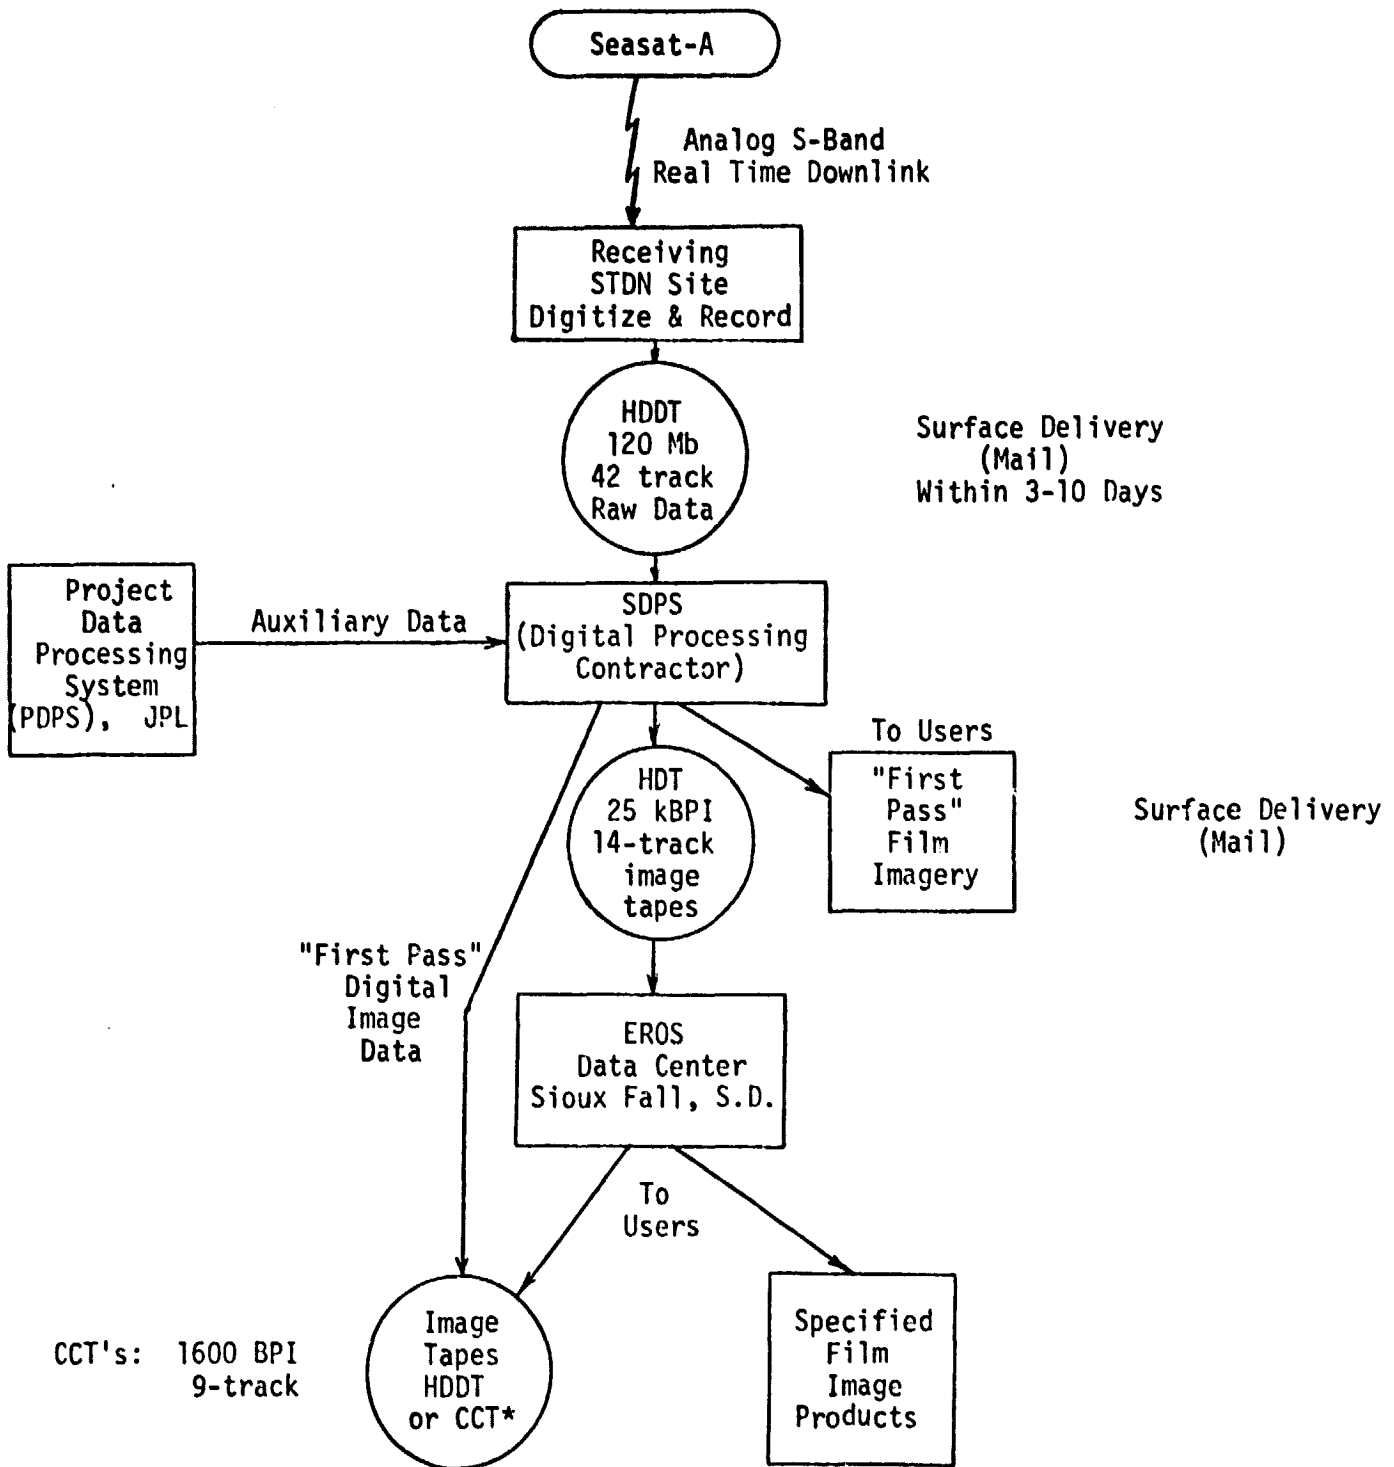 Seasat-A
Analog S-Band
Real Time Downlink
Receiving
STDN Site
Digitize & Record
HDDT
120 Mb
42 track
Raw Data
Surface Delivery
(Mail)
Within 3-10 Days
Project
Data
Processing
System
(PDPS), JPL
Auxiliary Data
SDPS
(Digital Processing
Contractor)
To Users
"First
Pass"
Film
Imagery
Surface Delivery
(Mail)
HDT
25 kBPI
14-track
image
tapes
"First Pass"
Digital
Image
Data
EROS
Data Center
Sioux Fall, S.D.
To
Users
CCT's: 1600 BPI
9-track
Image
Tapes
HDDT
or CCT*
Specified
Film
Image
Products